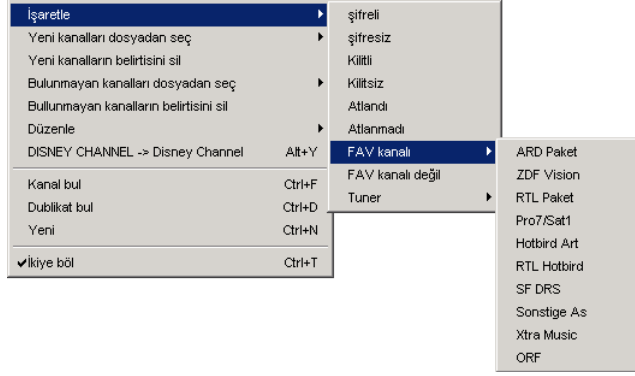 İşaretle
Yeni kanalları dosyadan seç
Yeni kanalların belirtisini sil
Bulunmayan kanalları dosyadan seç
Bullunmayan kanalların belirtisini sil
Düzenle
DISNEY CHANNEL -> Disney Channel Alt+Y
Kanal bul Ctrl+F
Dublikat bul Ctrl+D
Yeni Ctrl+N
İkiye böl Ctrl+T
şifreli
şifresiz
Kilitli
Kilitsiz
Atlandı
Atlanmadı
FAV kanalı
FAV kanalı değil
Tuner
ARD Paket
ZDF Vision
RTL Paket
Pro7/Sat1
Hotbird Art
RTL Hotbird
SF DRS
Sonstige As
Xtra Music
ORF